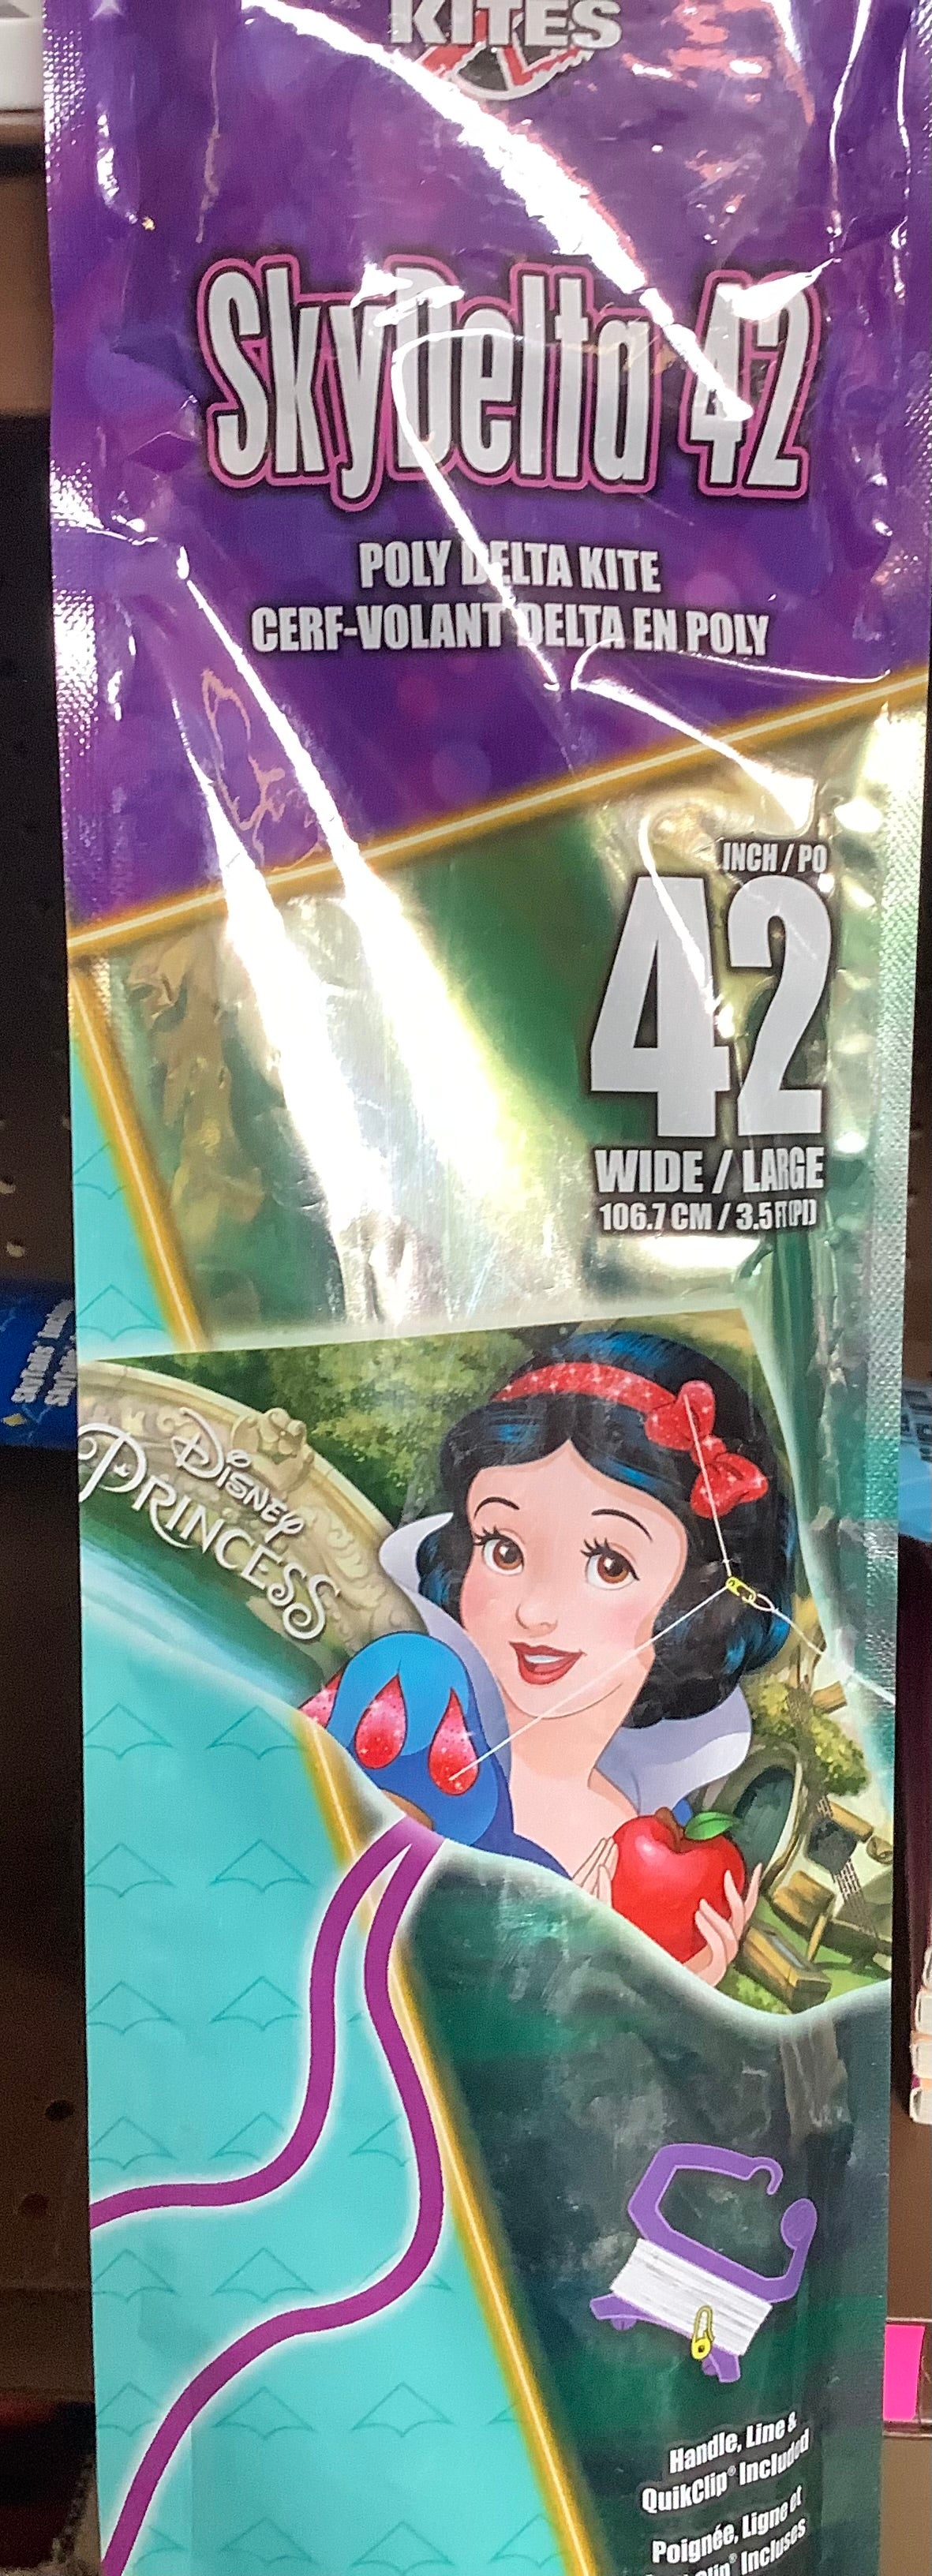 KITES
SkyDelta 42
POLY DELTA KITE
CERF-VOLANT DELTA EN POLY
INCH / PO
42
WIDE / LARGE
106.7 CM / 3.5 FT(PI)
Disney
PRINCESS
Handle, Line &
QuikClip® Included
Poignée, Ligne et
Incluses